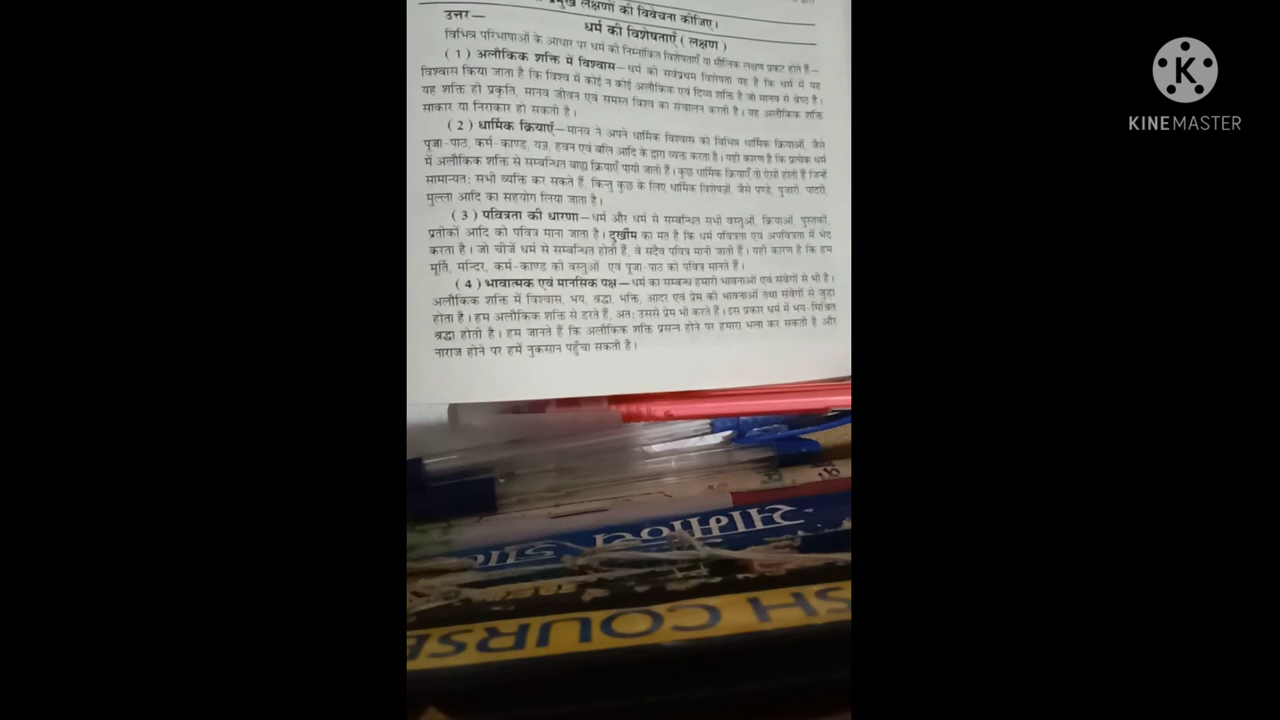 प्रमुख लक्षणों की विवेचना कीजिए।
उत्तर—
धर्म की विशेषताएँ ( लक्षण )
विभिन्न परिभाषाओं के आधार पर धर्म की निम्नांकित विशेषताएँ या मौलिक लक्षण प्रकट होते हैं—
( 1 ) अलौकिक शक्ति में विश्वास—धर्म की सर्वप्रथम विशेषता यह है कि धर्म में यह
विश्वास किया जाता है कि विश्व में कोई न कोई अलौकिक एवं दिव्य शक्ति है जो मानव से श्रेष्ठ है।
यह शक्ति ही प्रकृति, मानव जीवन एवं समस्त विश्व का संचालन करती है। यह अलौकिक शक्ति
साकार या निराकार हो सकती है।
( 2 ) धार्मिक क्रियाएँ—मानव ने अपने धार्मिक विश्वास को विभिन्न धार्मिक क्रियाओं, जैसे
पूजा-पाठ, कर्म-काण्ड, यज्ञ, हवन एवं बलि आदि के द्वारा व्यक्त करता है। यही कारण है कि प्रत्येक धर्म
में अलौकिक शक्ति से सम्बन्धित बाह्य क्रियाएँ पायी जाती हैं। कुछ धार्मिक क्रियाएँ तो ऐसी होती हैं जिन्हें
सामान्यतः सभी व्यक्ति कर सकते हैं, किन्तु कुछ के लिए धार्मिक विशेषज्ञों, जैसे पण्डे, पुजारी, पादरी,
मुल्ला आदि का सहयोग लिया जाता है।
( 3 ) पवित्रता की धारणा—धर्म और धर्म से सम्बन्धित सभी वस्तुओं, क्रियाओं, पुस्तकों,
प्रतीकों आदि को पवित्र माना जाता है। दुर्खीम का मत है कि धर्म पवित्रता एवं अपवित्रता में भेद
करता है। जो चीजें धर्म से सम्बन्धित होती हैं, वे सदैव पवित्र मानी जाती हैं। यही कारण है कि हम
मूर्ति, मन्दिर, कर्म-काण्ड की वस्तुओं एवं पूजा-पाठ को पवित्र मानते हैं।
( 4 ) भावात्मक एवं मानसिक पक्ष—धर्म का सम्बन्ध हमारी भावनाओं एवं संवेगों से भी है।
अलौकिक शक्ति में विश्वास, भय, श्रद्धा, भक्ति, आदर एवं प्रेम की भावनाओं तथा संवेगों से जुड़ा
होता है। हम अलौकिक शक्ति से डरते हैं, अतः उससे प्रेम भी करते हैं। इस प्रकार धर्म में भय-मिश्रित
श्रद्धा होती है। हम जानते हैं कि अलौकिक शक्ति प्रसन्न होने पर हमारा भला कर सकती है और
नाराज होने पर हमें नुकसान पहुँचा सकती है।
सामान्य
SH COURSE
K
KINEMASTER